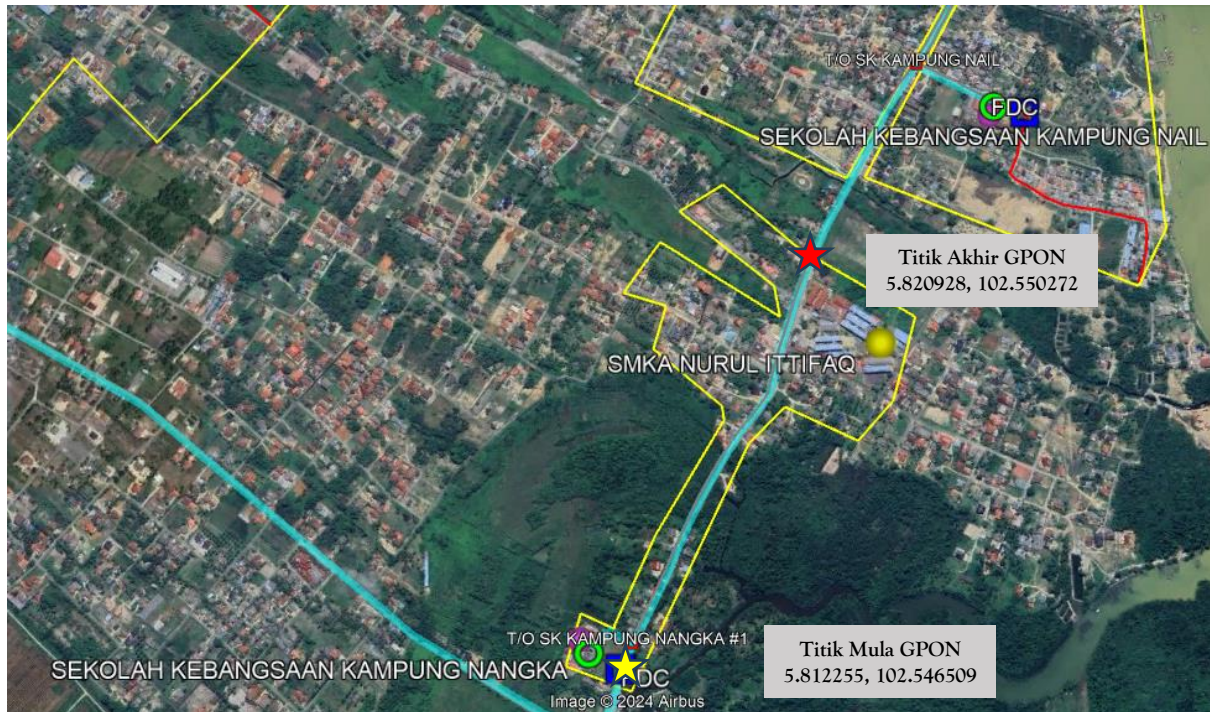 T/O SK KAMPUNG NAIL
FDC
SEKOLAH KEBANGSAAN KAMPUNG NAIL
Titik Akhir GPON
5.820928, 102.550272
SMKA NURUL ITTIFAQ
T/O SK KAMPUNG NANGKA #1
SEKOLAH KEBANGSAAN KAMPUNG NANGKA
Titik Mula GPON
5.812255, 102.546509
Image © 2024 Airbus